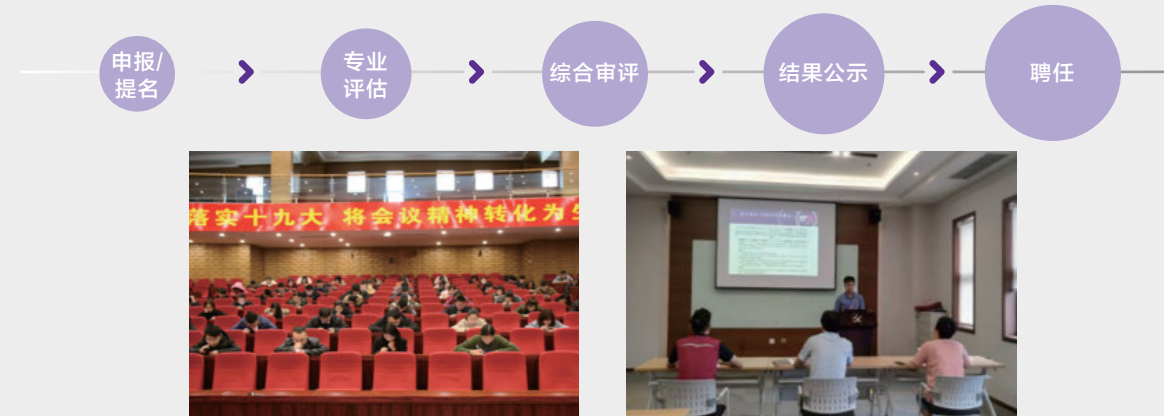 申报/
提名
专业
评估
综合审评
结果公示
聘任
落实十九大 将会议精神转化为